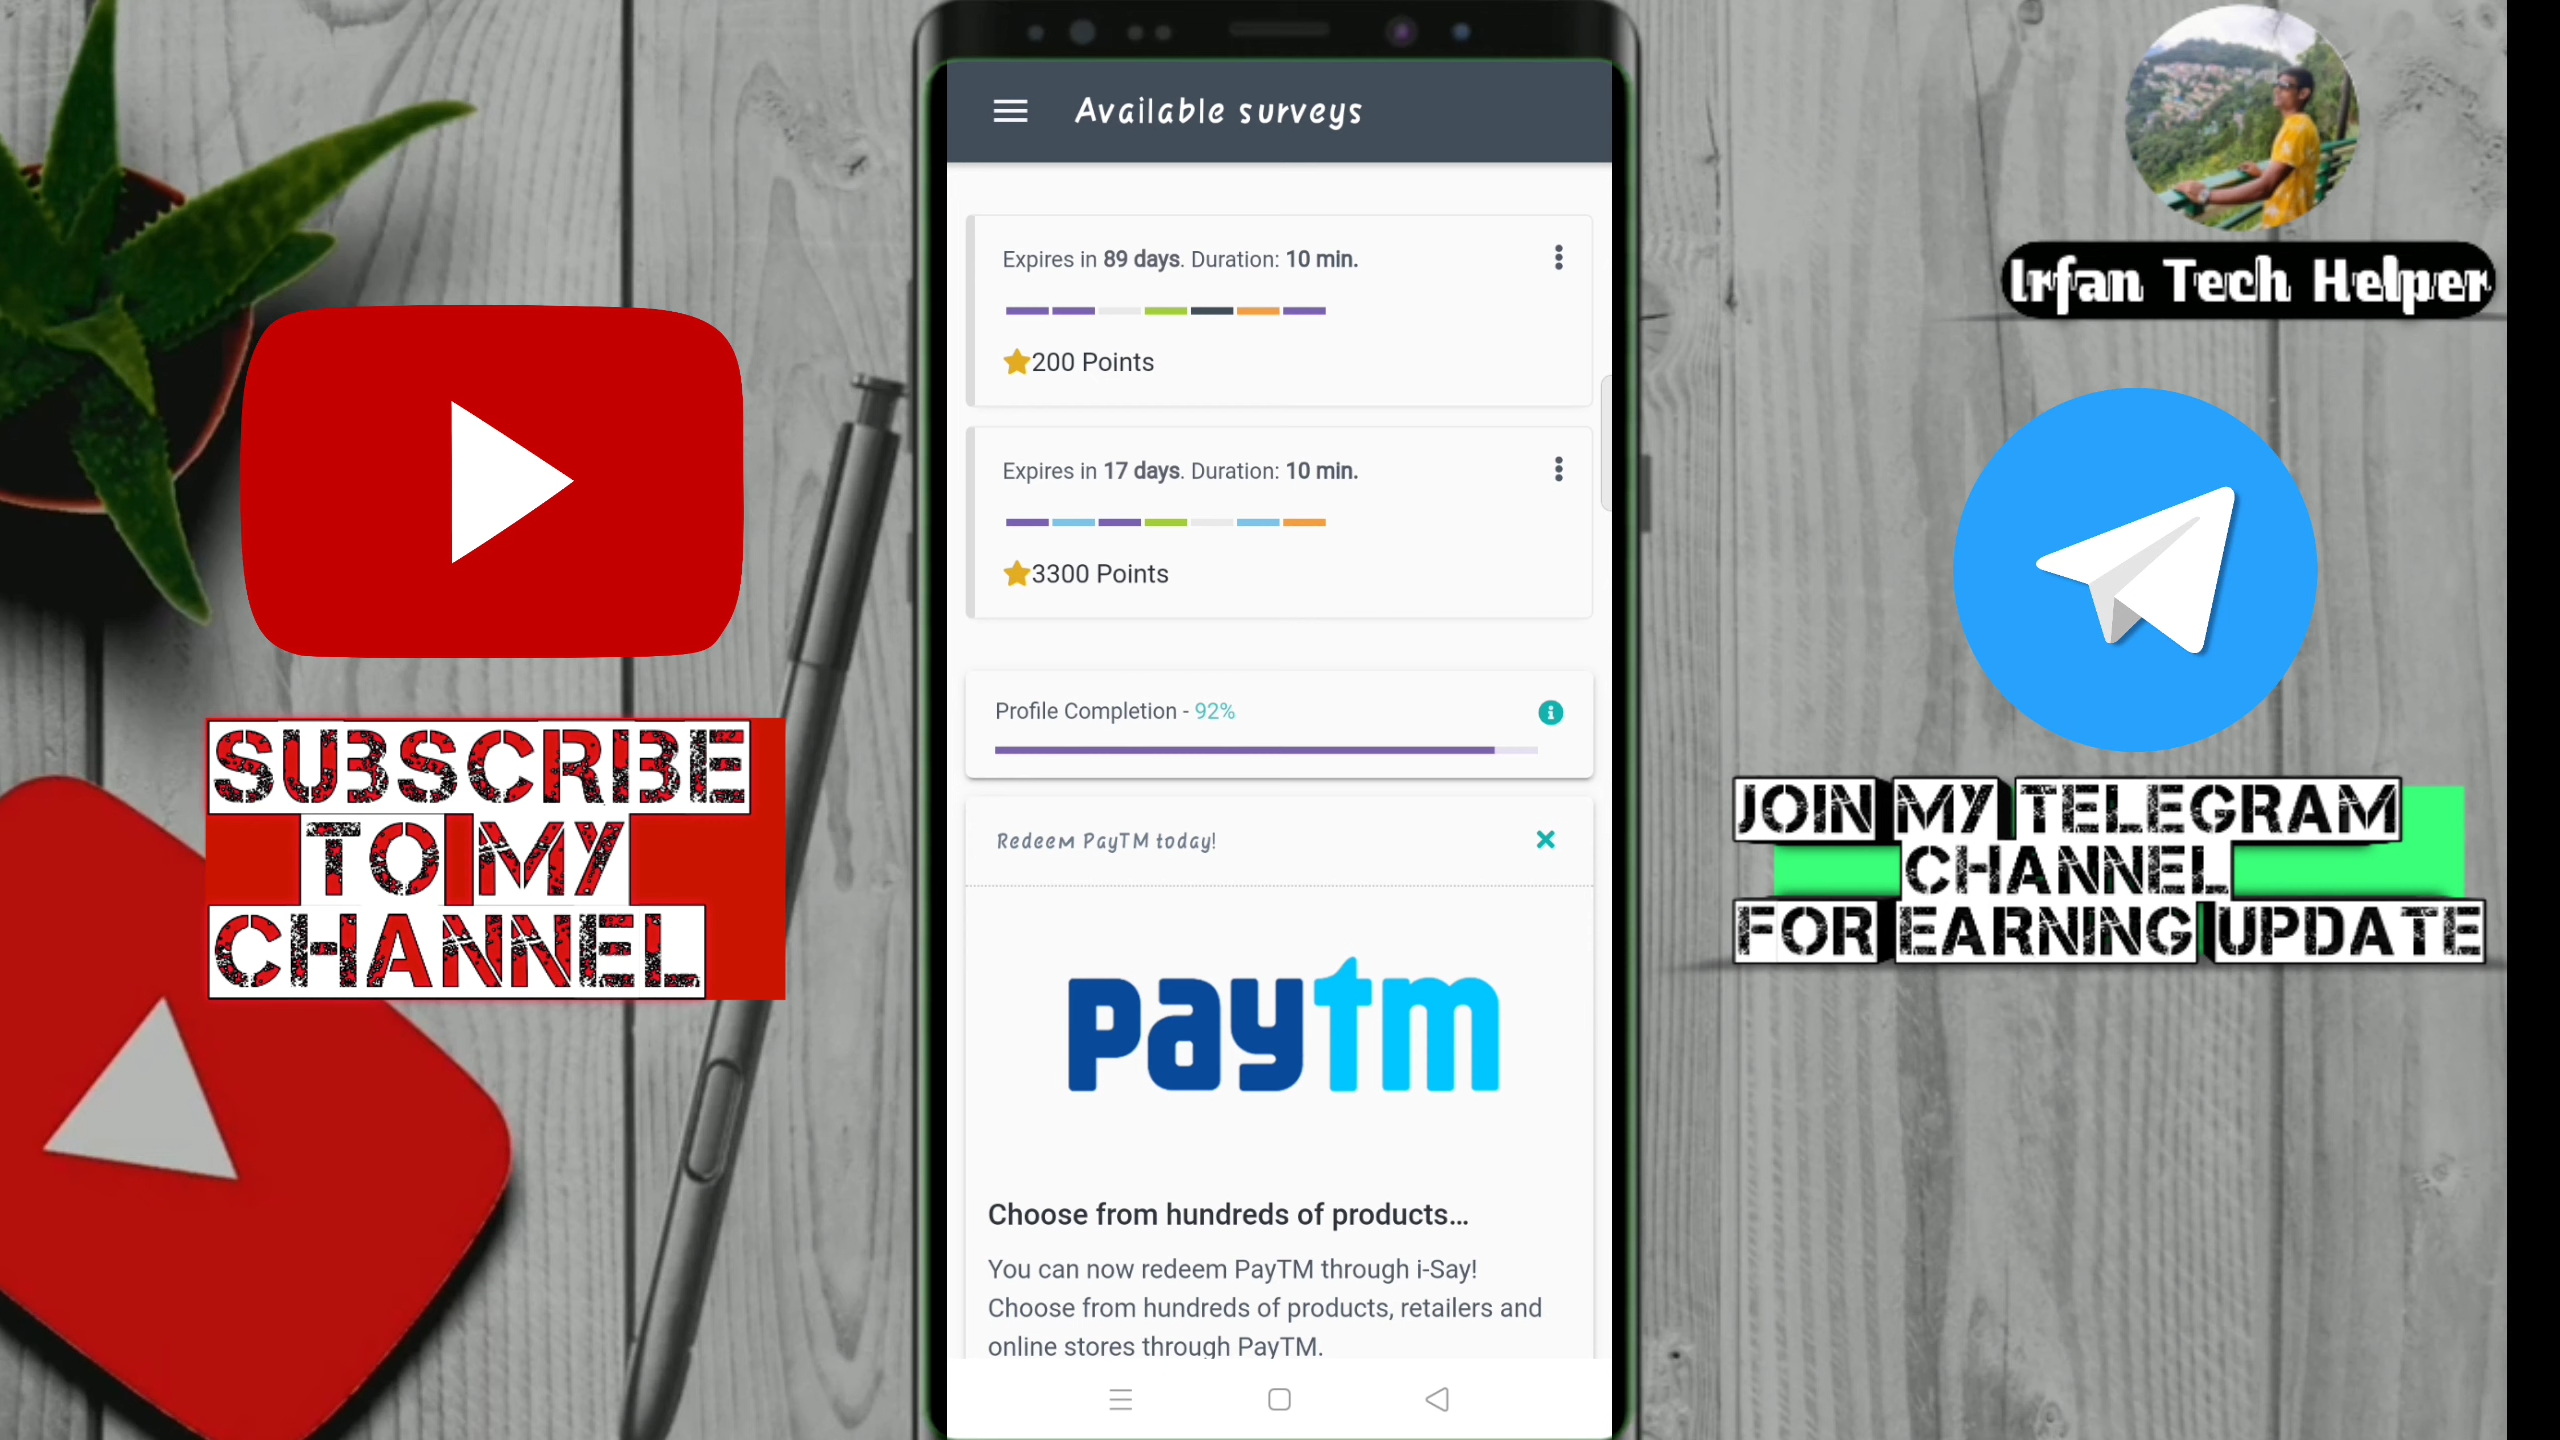 Available surveys
Expires in 89 days. Duration: 10 min.
200 Points
Expires in 17 days. Duration: 10 min.
3300 Points
Profile Completion - 92%
Redeem PayTM today!
paytm
Choose from hundreds of products...
You can now redeem PayTM through i-Say!
Choose from hundreds of products, retailers and
online stores through PayTM.
SUBSCRIBE
TO MY
CHANNEL
Irfan Tech Helper
JOIN MY TELEGRAM
CHANNEL
FOR EARNING UPDATE